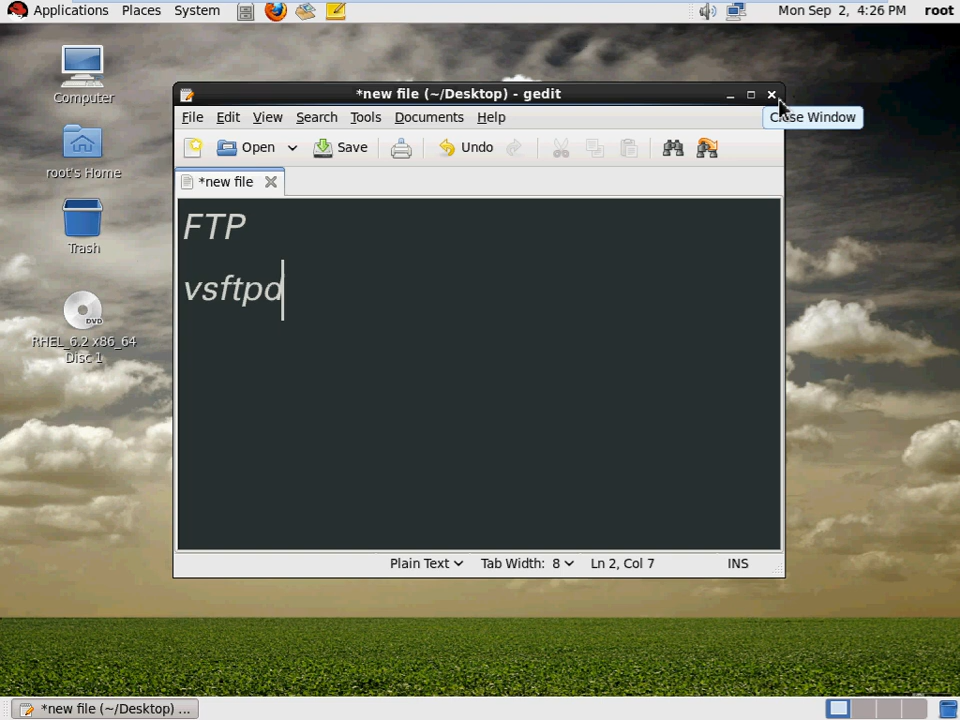 Applications Places System Mon Sep 2, 4:26 PM root
Computer
root's Home
Trash
DVD
RHEL_6.2 x86_64
Disc 1
*new file (~/Desktop) - gedit
Close Window
File Edit View Search Tools Documents Help
Open Save Undo
*new file
FTP
vsftpd
Plain Text Tab Width: 8 Ln 2, Col 7 INS
*new file (~/Desktop) ...